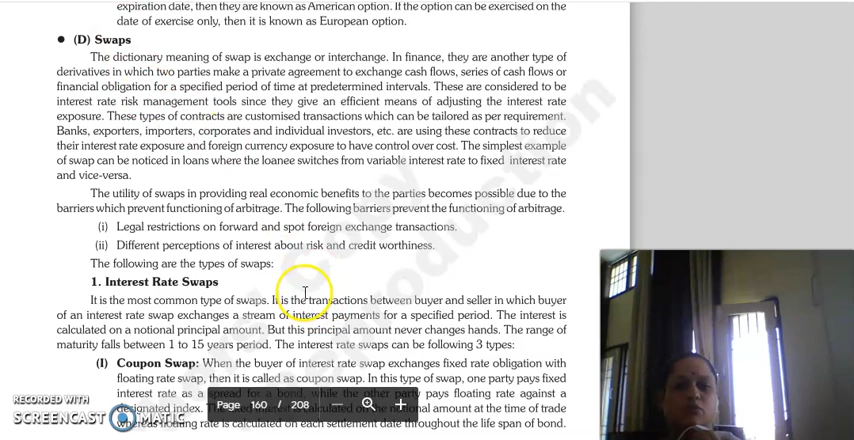 expiration date, then they are known as American option. If the option can be exercised on the
date of exercise only, then it is known as European option.
• (D) Swaps
The dictionary meaning of swap is exchange or interchange. In finance, they are another type of
derivatives in which two parties make a private agreement to exchange cash flows, series of cash flows or
financial obligation for a specified period of time at predetermined intervals. These are considered to be
interest rate risk management tools since they give an efficient means of adjusting the interest rate
exposure. These types of contracts are customised transactions which can be tailored as per requirement.
Banks, exporters, importers, corporates and individual investors, etc. are using these contracts to reduce
their interest rate exposure and foreign currency exposure to have control over cost. The simplest example
of swap can be noticed in loans where the loanee switches from variable interest rate to fixed interest rate
and vice-versa.
The utility of swaps in providing real economic benefits to the parties becomes possible due to the
barriers which prevent functioning of arbitrage. The following barriers prevent the functioning of arbitrage.
(i) Legal restrictions on forward and spot foreign exchange transactions.
(ii) Different perceptions of interest about risk and credit worthiness.
The following are the types of swaps:
1. Interest Rate Swaps
It is the most common type of swaps. It is the transactions between buyer and seller in which buyer
of an interest rate swap exchanges a stream of interest payments for a specified period. The interest is
calculated on a notional principal amount. But this principal amount never changes hands. The range of
maturity falls between 1 to 15 years period. The interest rate swaps can be following 3 types:
(I) Coupon Swap: When the buyer of interest rate swap exchanges fixed rate obligation with
floating rate swap, then it is called as coupon swap. In this type of swap, one party pays fixed
interest rate as a spread for a bond, while the other party pays floating rate against a
designated index. The calculated on the notional amount at the time of trade
whereas floating rate is calculated on each settlement date throughout the life span of bond.
Page 160 / 208
RECORDED WITH
SCREENCAST MATIC